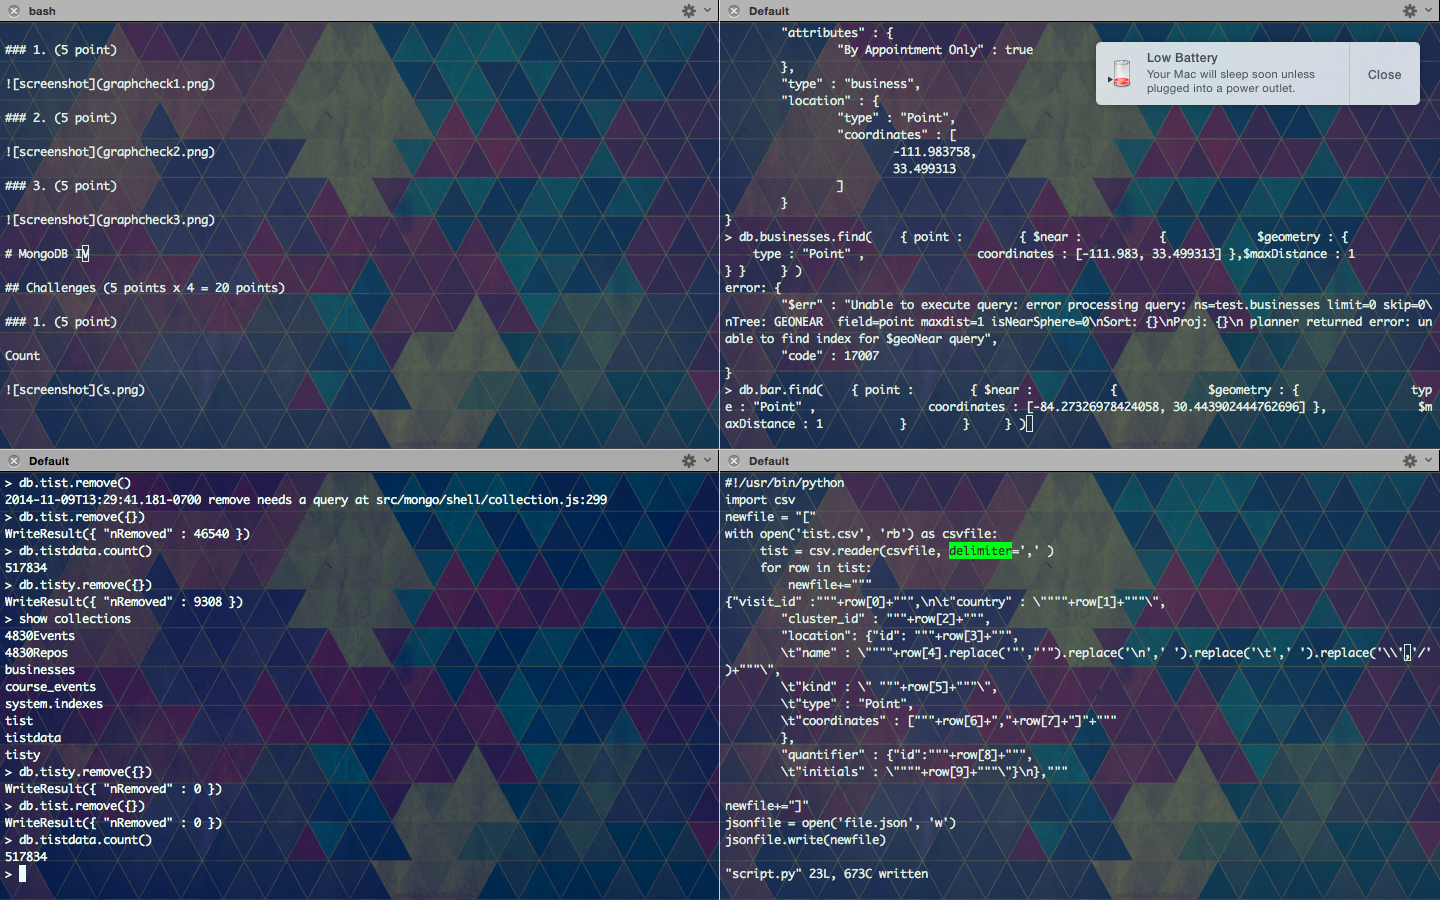 bash
### 1. (5 point)
![screenshot](graphcheck1.png)
### 2. (5 point)
![screenshot](graphcheck2.png)
### 3. (5 point)
![screenshot](graphcheck3.png)
# MongoDB IV
## Challenges (5 points x 4 = 20 points)
### 1. (5 point)
Count
![screenshot](s.png)
Default
"attributes" : {
"By Appointment Only" : true
},
"type" : "business",
"location" : {
"type" : "Point",
"coordinates" : [
-111.983758,
33.499313
]
}
}
> db.businesses.find(    { point :        { $near :           {             $geometry : {
type : "Point" ,                coordinates : [-111.983, 33.499313] },$maxDistance : 1
} }     } )
error: {
"$err" : "Unable to execute query: error processing query: ns=test.businesses limit=0 skip=0\
nTree: GEONEAR  field=point maxdist=1 isNearSphere=0\nSort: {}\nProj: {}\n planner returned error: un
able to find index for $geoNear query",
"code" : 17007
}
> db.bar.find(    { point :        { $near :           {             $geometry : {                typ
e : "Point" ,                coordinates : [-84.27326978424058, 30.443902444762696] },             $m
axDistance : 1           }        }     } )
Low Battery
Your Mac will sleep soon unless
plugged into a power outlet.
Close
Default
> db.tist.remove()
2014-11-09T13:29:41.181-0700 remove needs a query at src/mongo/shell/collection.js:299
> db.tist.remove({})
WriteResult({ "nRemoved" : 46540 })
> db.tistdata.count()
517834
> db.tisty.remove({})
WriteResult({ "nRemoved" : 9308 })
> show collections
4830Events
4830Repos
businesses
course_events
system.indexes
tist
tistdata
tisty
> db.tisty.remove({})
WriteResult({ "nRemoved" : 0 })
> db.tist.remove({})
WriteResult({ "nRemoved" : 0 })
> db.tistdata.count()
517834
>
Default
#!/usr/bin/python
import csv
newfile = "["
with open('tist.csv', 'rb') as csvfile:
tist = csv.reader(csvfile, delimiter=',' )
for row in tist:
newfile+="""
{"visit_id" :"""+row[0]+""",\n\t"country" : \""""+row[1]+"""\",
"cluster_id" : """+row[2]+""",
"location": {"id": """+row[3]+""",
\t"name" : \""""+row[4].replace('"',"'").replace('\n',' ').replace('\t',' ').replace('\\','/'
)+"""\",
\t"kind" : \" """+row[5]+"""\",
\t"type" : "Point",
\t"coordinates" : ["""+row[6]+","+row[7]+"]"+"""
},
"quantifier" : {"id":"""+row[8]+""",
\t"initials" : \""""+row[9]+"""\"}\n},"""
newfile+="]"
jsonfile = open('file.json', 'w')
jsonfile.write(newfile)
"script.py" 23L, 673C written